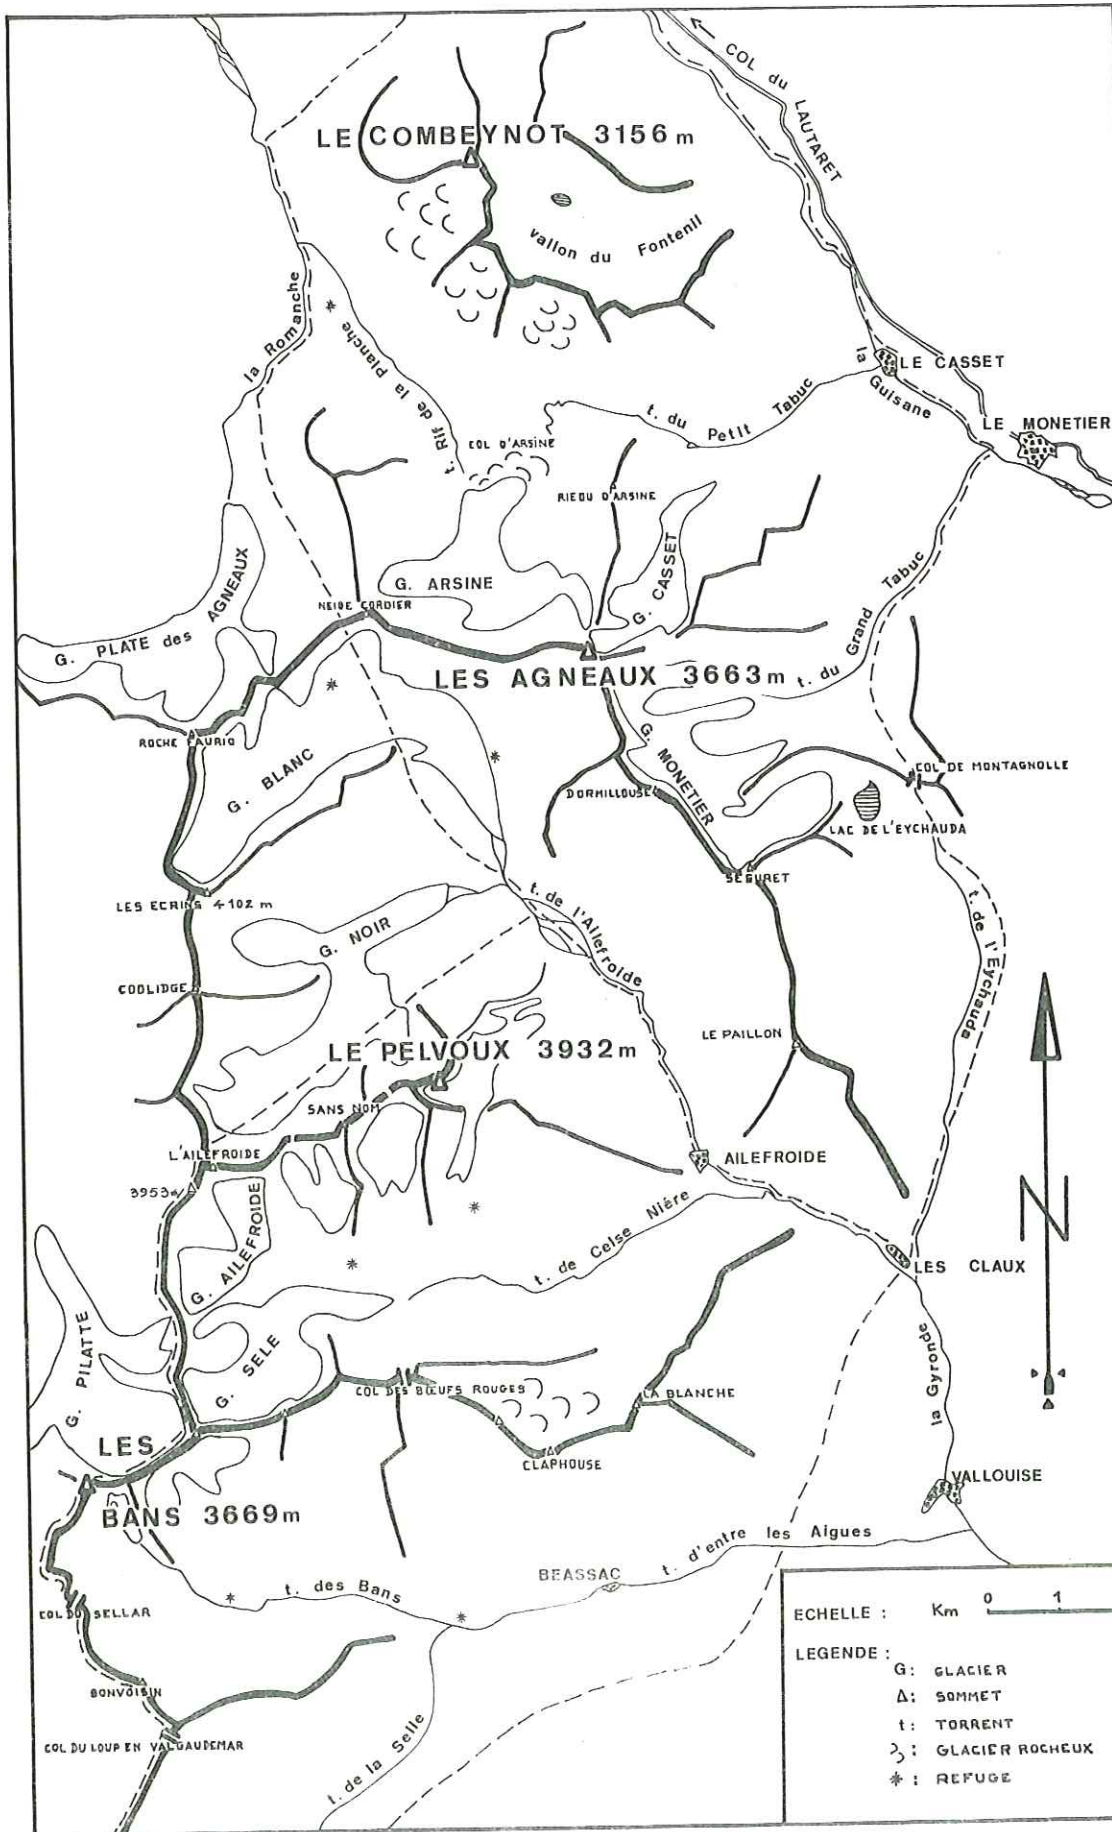 COL du LAUTARET
LE COMBEYNOT 3156 m
vallon du Fontenil
la Romanche
t. Rif de la Planche
LE CASSET
la Guisane
t. du Petit Tabuc
LE MONETIER
COL D'ARSINE
RIEOU D'ARSINE
G. ARSINE
G. CASSET
t. du Grand Tabuc
G. PLATE des AGNEAUX
NEIGE CORDIER
LES AGNEAUX 3663 m
ROCHE FAURIO
G. BLANC
G. MONETIER
DORMILLOUSE
COL DE MONTAGNOLLE
LAC DE L'EYCHAUDA
SEGURET
LES ECRINS 4102 m
G. NOIR
t. de l'Ailefroide
t. de l'Eychauda
COOLIDGE
LE PAILLON
LE PELVOUX 3932 m
SANS NOM
L'AILEFROIDE
3953 m
AILEFROIDE
G. AILEFROIDE
t. de Celse Nière
LES CLAUX
N
G. PILATTE
G. SELE
la Gyronde
COL DES BŒUFS ROUGES
LA BLANCHE
CLAPHOUSE
LES BANS 3669 m
VALLOUISE
t. d'entre les Aigues
BEASSAC
t. des Bans
COL DU SELLAR
BONVOISIN
COL DU LOUP EN VALGAUDEMAR
t. de la Selle
ECHELLE : Km 0 1
LEGENDE :
G: GLACIER
Δ: SOMMET
t: TORRENT
: GLACIER ROCHEUX
* : REFUGE